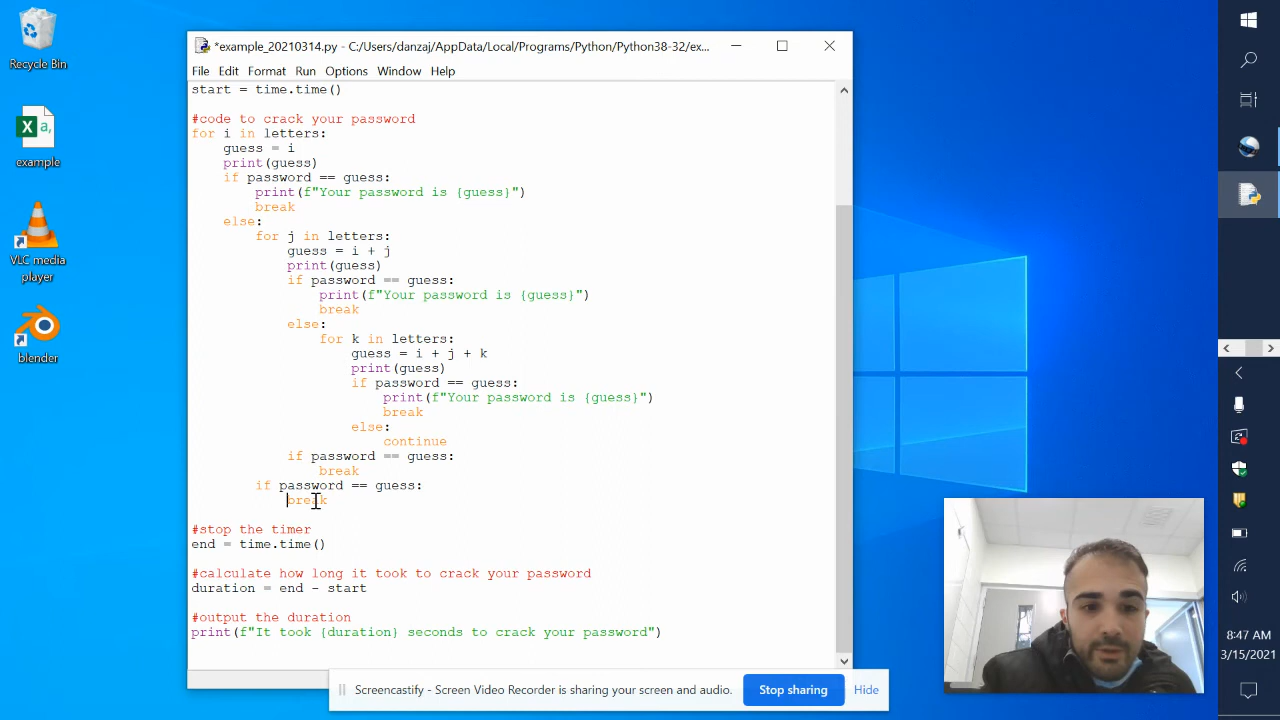 Recycle Bin
example
VLC media
player
blender
*example_20210314.py - C:/Users/danzaj/AppData/Local/Programs/Python/Python38-32/ex...
File Edit Format Run Options Window Help
start = time.time()
#code to crack your password
for i in letters:
    guess = i
    print(guess)
    if password == guess:
        print(f"Your password is {guess}")
        break
    else:
        for j in letters:
            guess = i + j
            print(guess)
            if password == guess:
                print(f"Your password is {guess}")
                break
            else:
                for k in letters:
                    guess = i + j + k
                    print(guess)
                    if password == guess:
                        print(f"Your password is {guess}")
                        break
                    else:
                        continue
            if password == guess:
                break
        if password == guess:
            break
#stop the timer
end = time.time()
#calculate how long it took to crack your password
duration = end - start
#output the duration
print(f"It took {duration} seconds to crack your password")
Screencastify - Screen Video Recorder is sharing your screen and audio. Stop sharing Hide
8:47 AM
3/15/2021